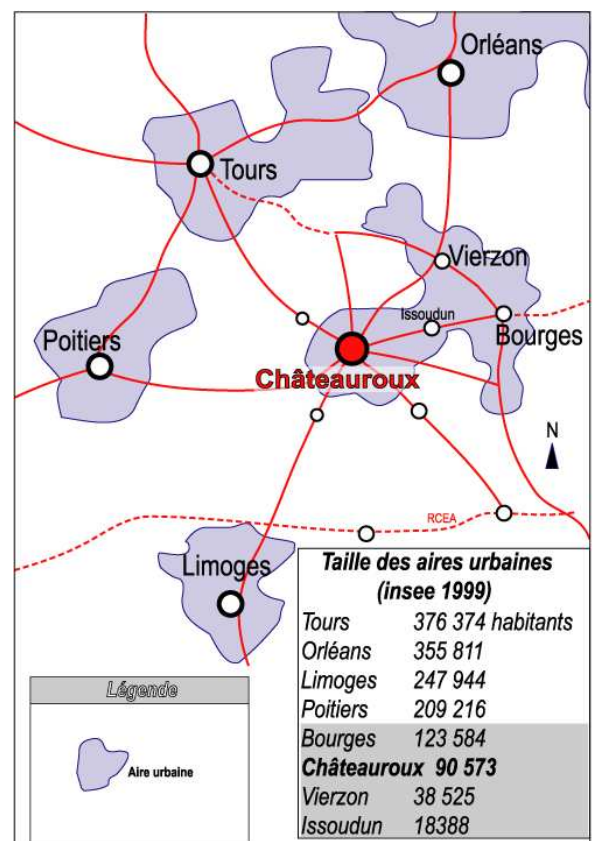 Orléans
Tours
Vierzon
Issoudun
Bourges
Poitiers
Châteauroux
N
RCEA
Limoges
Taille des aires urbaines
(insee 1999)
Tours 376 374 habitants
Orléans 355 811
Limoges 247 944
Poitiers 209 216
Bourges 123 584
Châteauroux 90 573
Vierzon 38 525
Issoudun 18388
Légende
Aire urbaine